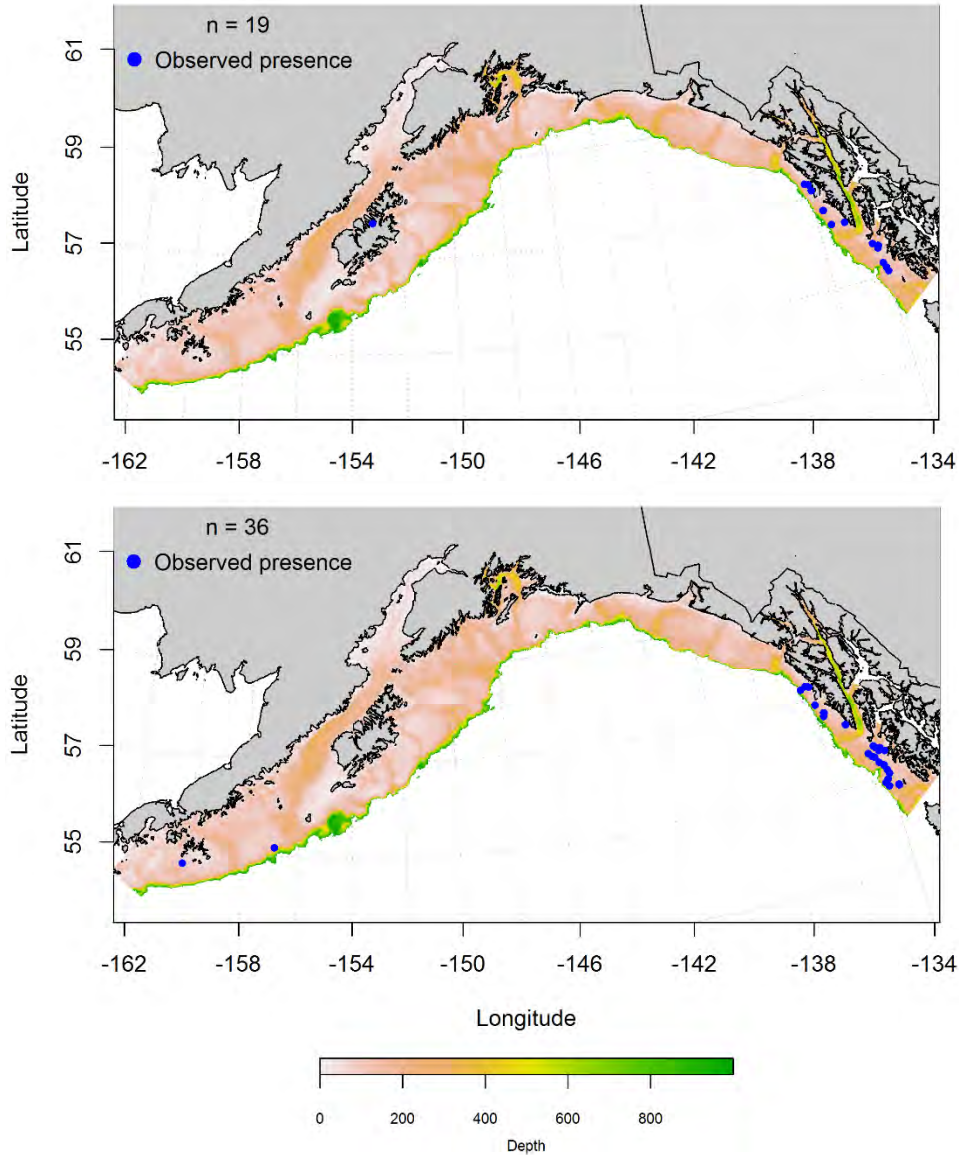 n = 19
Observed presence
61
59
57
55
Latitude
-162 -158 -154 -150 -146 -142 -138 -134
n = 36
Observed presence
61
59
57
55
Latitude
-162 -158 -154 -150 -146 -142 -138 -134
Longitude
0 200 400 600 800
Depth